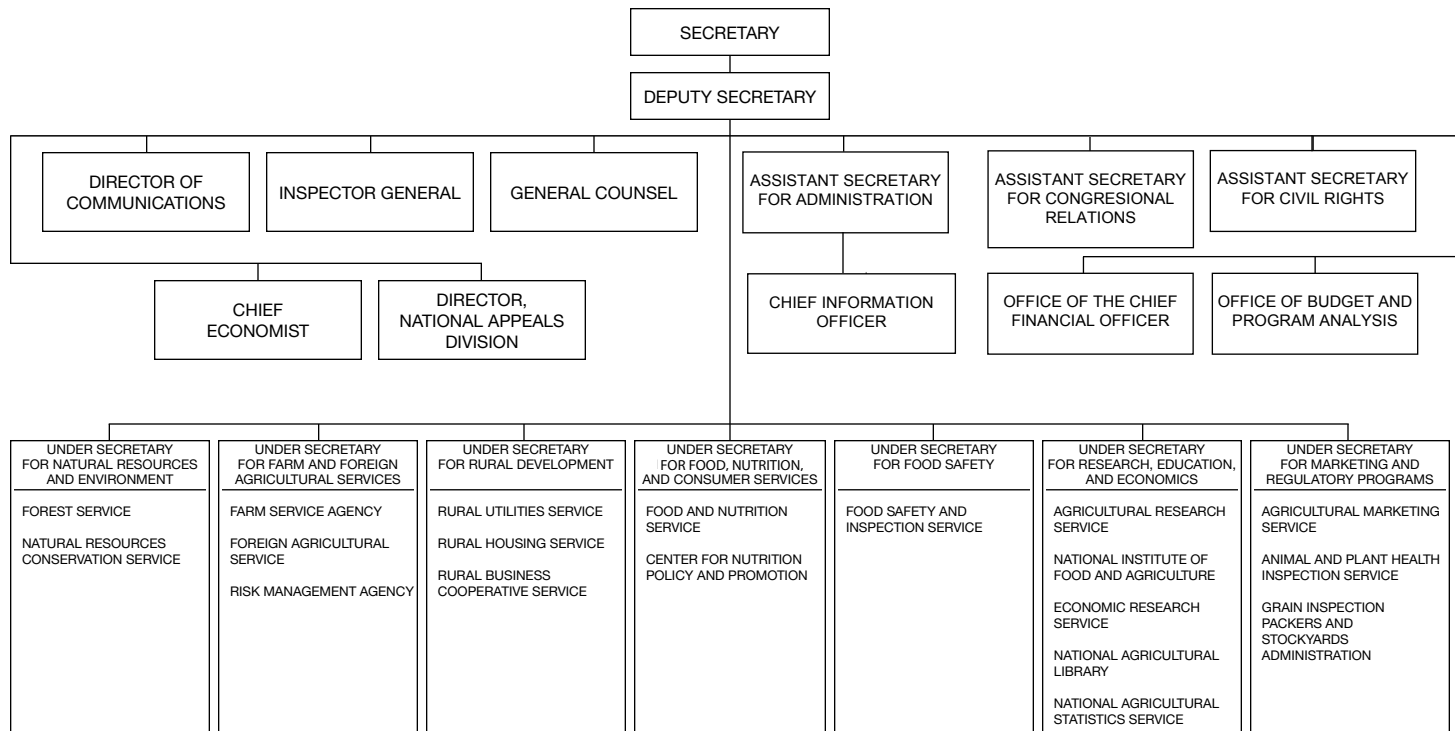 SECRETARY
DEPUTY SECRETARY
DIRECTOR OF
COMMUNICATIONS
INSPECTOR GENERAL
GENERAL COUNSEL
ASSISTANT SECRETARY
FOR ADMINISTRATION
ASSISTANT SECRETARY
FOR CONGRESIONAL
RELATIONS
ASSISTANT SECRETARY
FOR CIVIL RIGHTS
CHIEF
ECONOMIST
DIRECTOR,
NATIONAL APPEALS
DIVISION
CHIEF INFORMATION
OFFICER
OFFICE OF THE CHIEF
FINANCIAL OFFICER
OFFICE OF BUDGET AND
PROGRAM ANALYSIS
UNDER SECRETARY
FOR NATURAL RESOURCES
AND ENVIRONMENT
FOREST SERVICE
NATURAL RESOURCES
CONSERVATION SERVICE
UNDER SECRETARY
FOR FARM AND FOREIGN
AGRICULTURAL SERVICES
FARM SERVICE AGENCY
FOREIGN AGRICULTURAL
SERVICE
RISK MANAGEMENT AGENCY
UNDER SECRETARY
FOR RURAL DEVELOPMENT
RURAL UTILITIES SERVICE
RURAL HOUSING SERVICE
RURAL BUSINESS
COOPERATIVE SERVICE
UNDER SECRETARY
FOR FOOD, NUTRITION,
AND CONSUMER SERVICES
FOOD AND NUTRITION
SERVICE
CENTER FOR NUTRITION
POLICY AND PROMOTION
UNDER SECRETARY
FOR FOOD SAFETY
FOOD SAFETY AND
INSPECTION SERVICE
UNDER SECRETARY
FOR RESEARCH, EDUCATION,
AND ECONOMICS
AGRICULTURAL RESEARCH
SERVICE
NATIONAL INSTITUTE OF
FOOD AND AGRICULTURE
ECONOMIC RESEARCH
SERVICE
NATIONAL AGRICULTURAL
LIBRARY
NATIONAL AGRICULTURAL
STATISTICS SERVICE
UNDER SECRETARY
FOR MARKETING AND
REGULATORY PROGRAMS
AGRICULTURAL MARKETING
SERVICE
ANIMAL AND PLANT HEALTH
INSPECTION SERVICE
GRAIN INSPECTION
PACKERS AND
STOCKYARDS
ADMINISTRATION